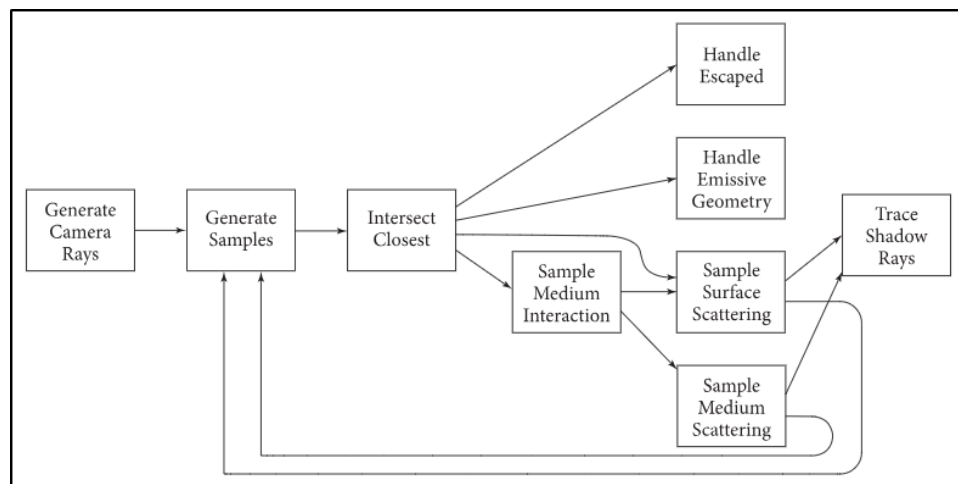 Generate
Camera
Rays
Generate
Samples
Intersect
Closest
Handle
Escaped
Handle
Emissive
Geometry
Sample
Medium
Interaction
Sample
Surface
Scattering
Sample
Medium
Scattering
Trace
Shadow
Rays